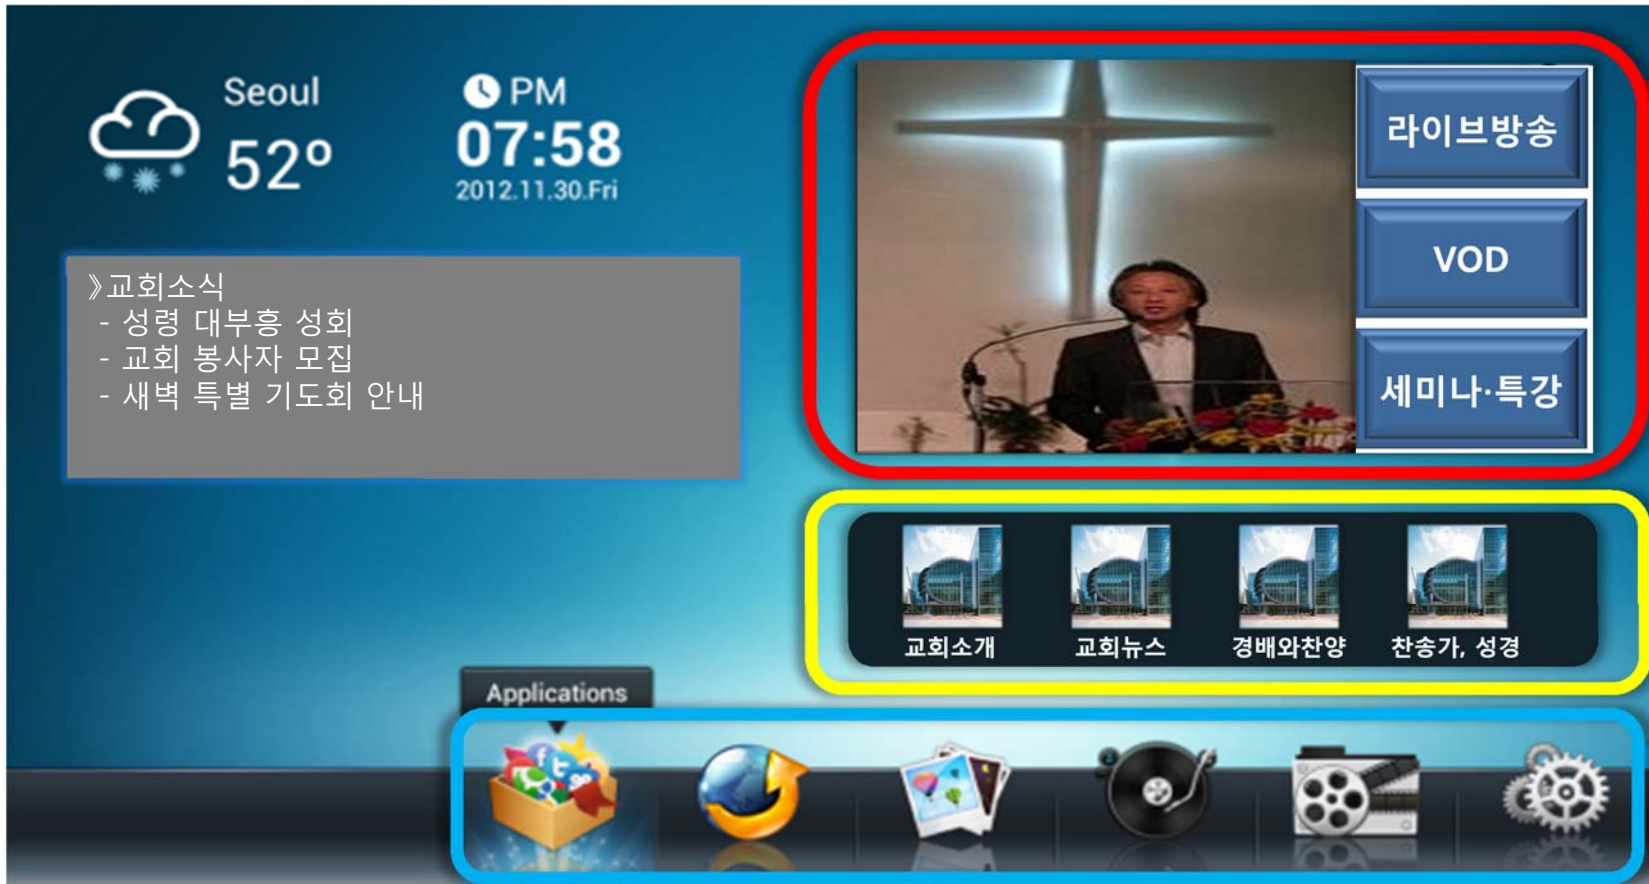 Seoul
52º
PM
07:58
2012.11.30.Fri
》교회소식
- 성령 대부흥 성회
- 교회 봉사자 모집
- 새벽 특별 기도회 안내
라이브방송
VOD
세미나·특강
교회소개
교회뉴스
경배와찬양
찬송가, 성경
Applications